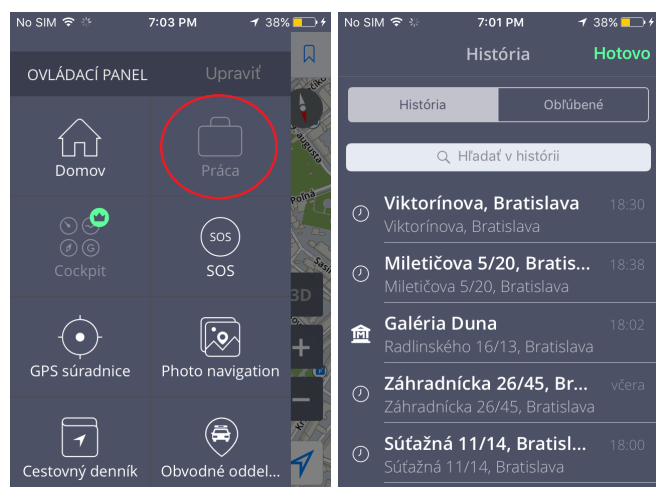 No SIM 7:03 PM 38%
OVLÁDACÍ PANEL Upraviť
Domov Práca
G
Cockpit
SOS
SOS
GPS súradnice Photo navigation
Cestovný denník Obvodné oddel...
augusta
Poľná
3D
+
−
No SIM 7:01 PM 38%
História Hotovo
História Obľúbené
Hľadať v histórii
Viktorínova, Bratislava 18:30
Viktorínova, Bratislava
Miletičova 5/20, Bratis... 18:38
Miletičova 5/20, Bratislava
Galéria Duna 18:02
Radlinského 16/13, Bratislava
Záhradnícka 26/45, Br... včera
Záhradnícka 26/45, Bratislava
Súťažná 11/14, Bratisl... 18:00
Súťažná 11/14, Bratislava